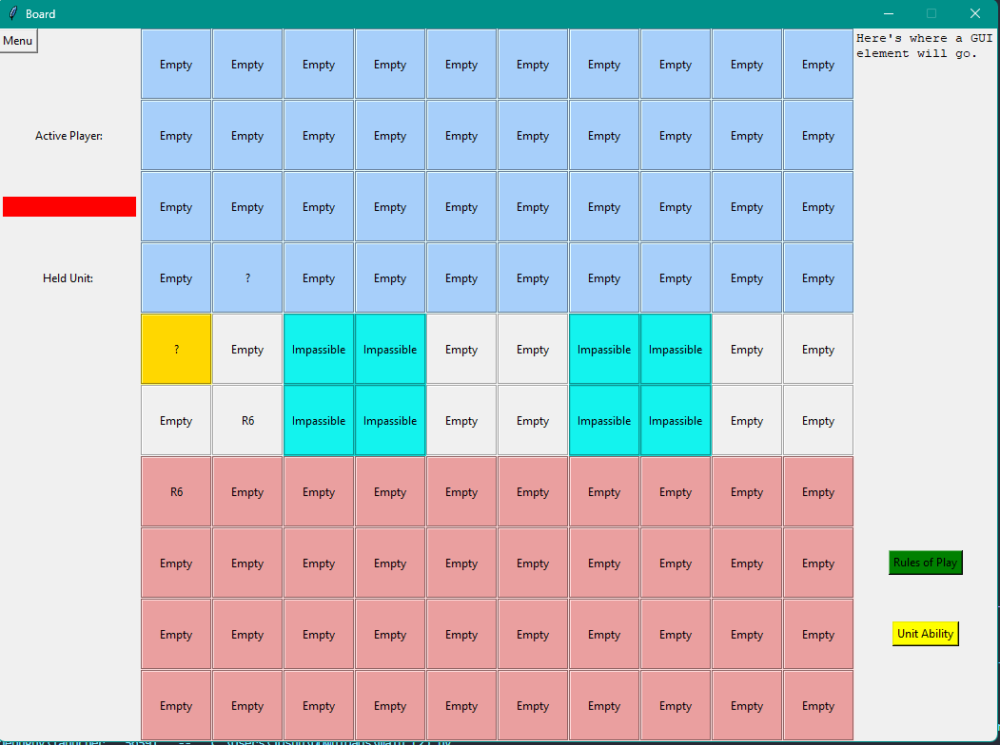 Board
Menu
Here's where a GUI
element will go.
Empty Empty Empty Empty Empty Empty Empty Empty Empty Empty
Active Player:
Empty Empty Empty Empty Empty Empty Empty Empty Empty Empty
Empty Empty Empty Empty Empty Empty Empty Empty Empty Empty
Held Unit:
Empty ? Empty Empty Empty Empty Empty Empty Empty Empty
? Empty Impassible Impassible Empty Empty Impassible Impassible Empty Empty
Empty R6 Impassible Impassible Empty Empty Impassible Impassible Empty Empty
R6 Empty Empty Empty Empty Empty Empty Empty Empty Empty
Empty Empty Empty Empty Empty Empty Empty Empty Empty Empty
Rules of Play
Empty Empty Empty Empty Empty Empty Empty Empty Empty Empty
Unit Ability
Empty Empty Empty Empty Empty Empty Empty Empty Empty Empty